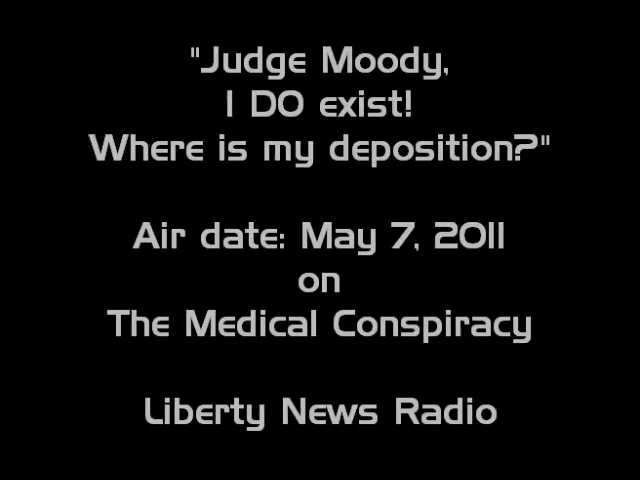 "Judge Moody,
I DO exist!
Where is my deposition?"
Air date: May 7, 2011
on
The Medical Conspiracy
Liberty News Radio